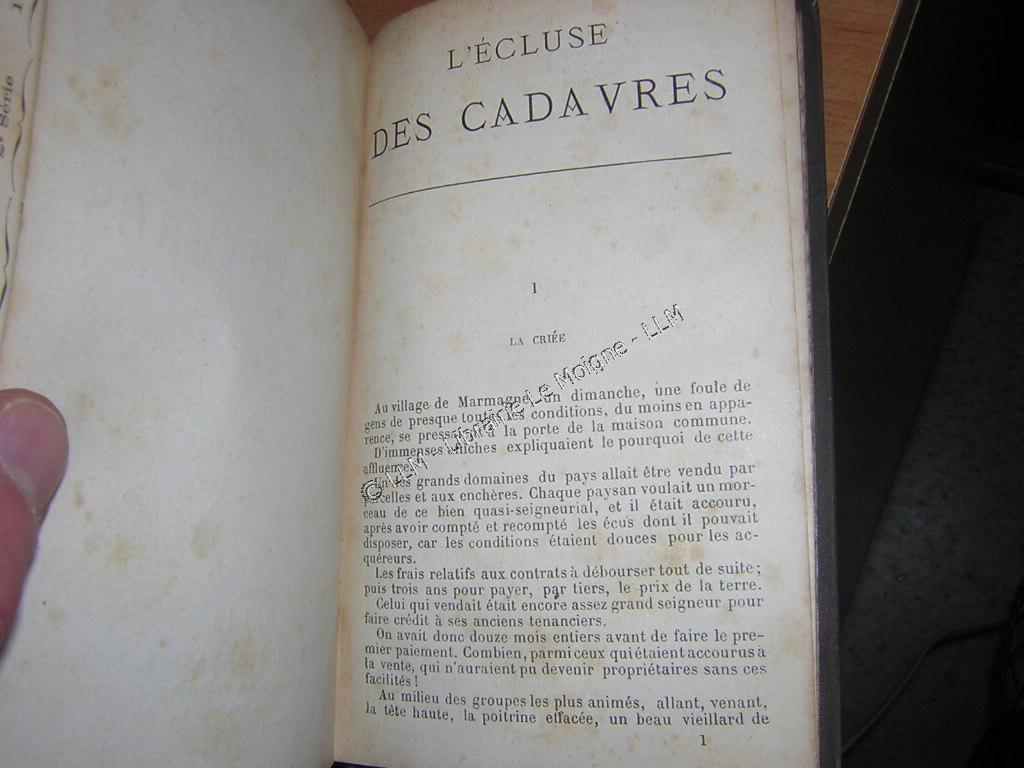 1
2e Série
L'ÉCLUSE
DES CADAVRES
I
LA CRIÉE
Au village de Marmagne, un dimanche, une foule de
gens de presque toutes les conditions, du moins en appa-
rence, se pressait à la porte de la maison commune.
D'immenses affiches expliquaient le pourquoi de cette
affluence.
Un des grands domaines du pays allait être vendu par
parcelles et aux enchères. Chaque paysan voulait un mor-
ceau de ce bien quasi-seigneurial, et il était accouru,
après avoir compté et recompté les écus dont il pouvait
disposer, car les conditions étaient douces pour les ac-
quéreurs.
Les frais relatifs aux contrats à débourser tout de suite ;
puis trois ans pour payer, par tiers, le prix de la terre.
Celui qui vendait était encore assez grand seigneur pour
faire crédit à ses anciens tenanciers.
On avait donc douze mois entiers avant de faire le pre-
mier paiement. Combien, parmi ceux qui étaient accourus à
la vente, qui n'auraient pu devenir propriétaires sans ces
facilités !
Au milieu des groupes les plus animés, allant, venant,
la tête haute, la poitrine effacée, un beau vieillard de
1
© LLM - Librairie Le Moigne - LLM